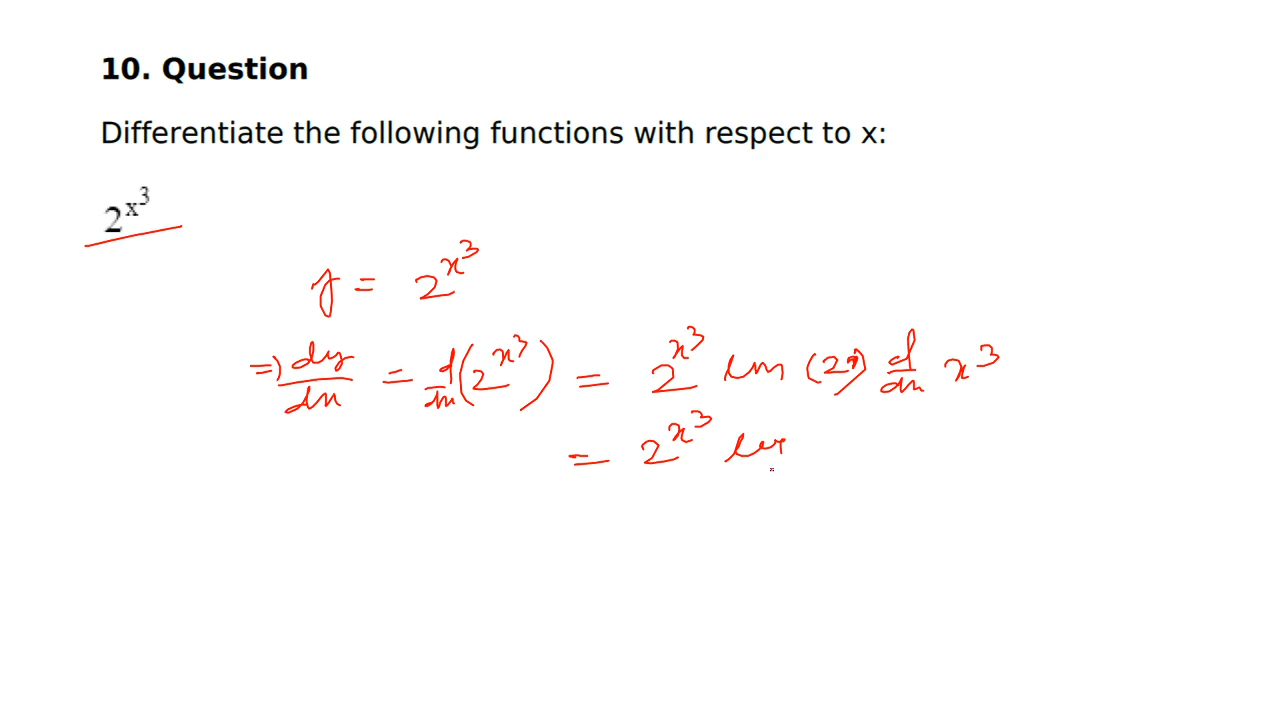 10. Question
Differentiate the following functions with respect to x:
2^x^3
y = 2^x^3
=) dy/dx = d/dx (2^x^3) = 2^x^3 ln (2) d/dx x^3
= 2^x^3